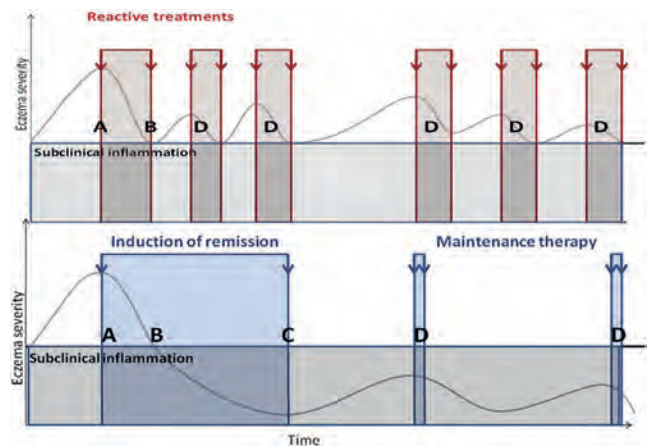 Reactive treatments
Eczema severity
A B D D D D D
Subclinical inflammation
Induction of remission Maintenance therapy
Eczema severity
A B C D D
Subclinical inflammation
Time